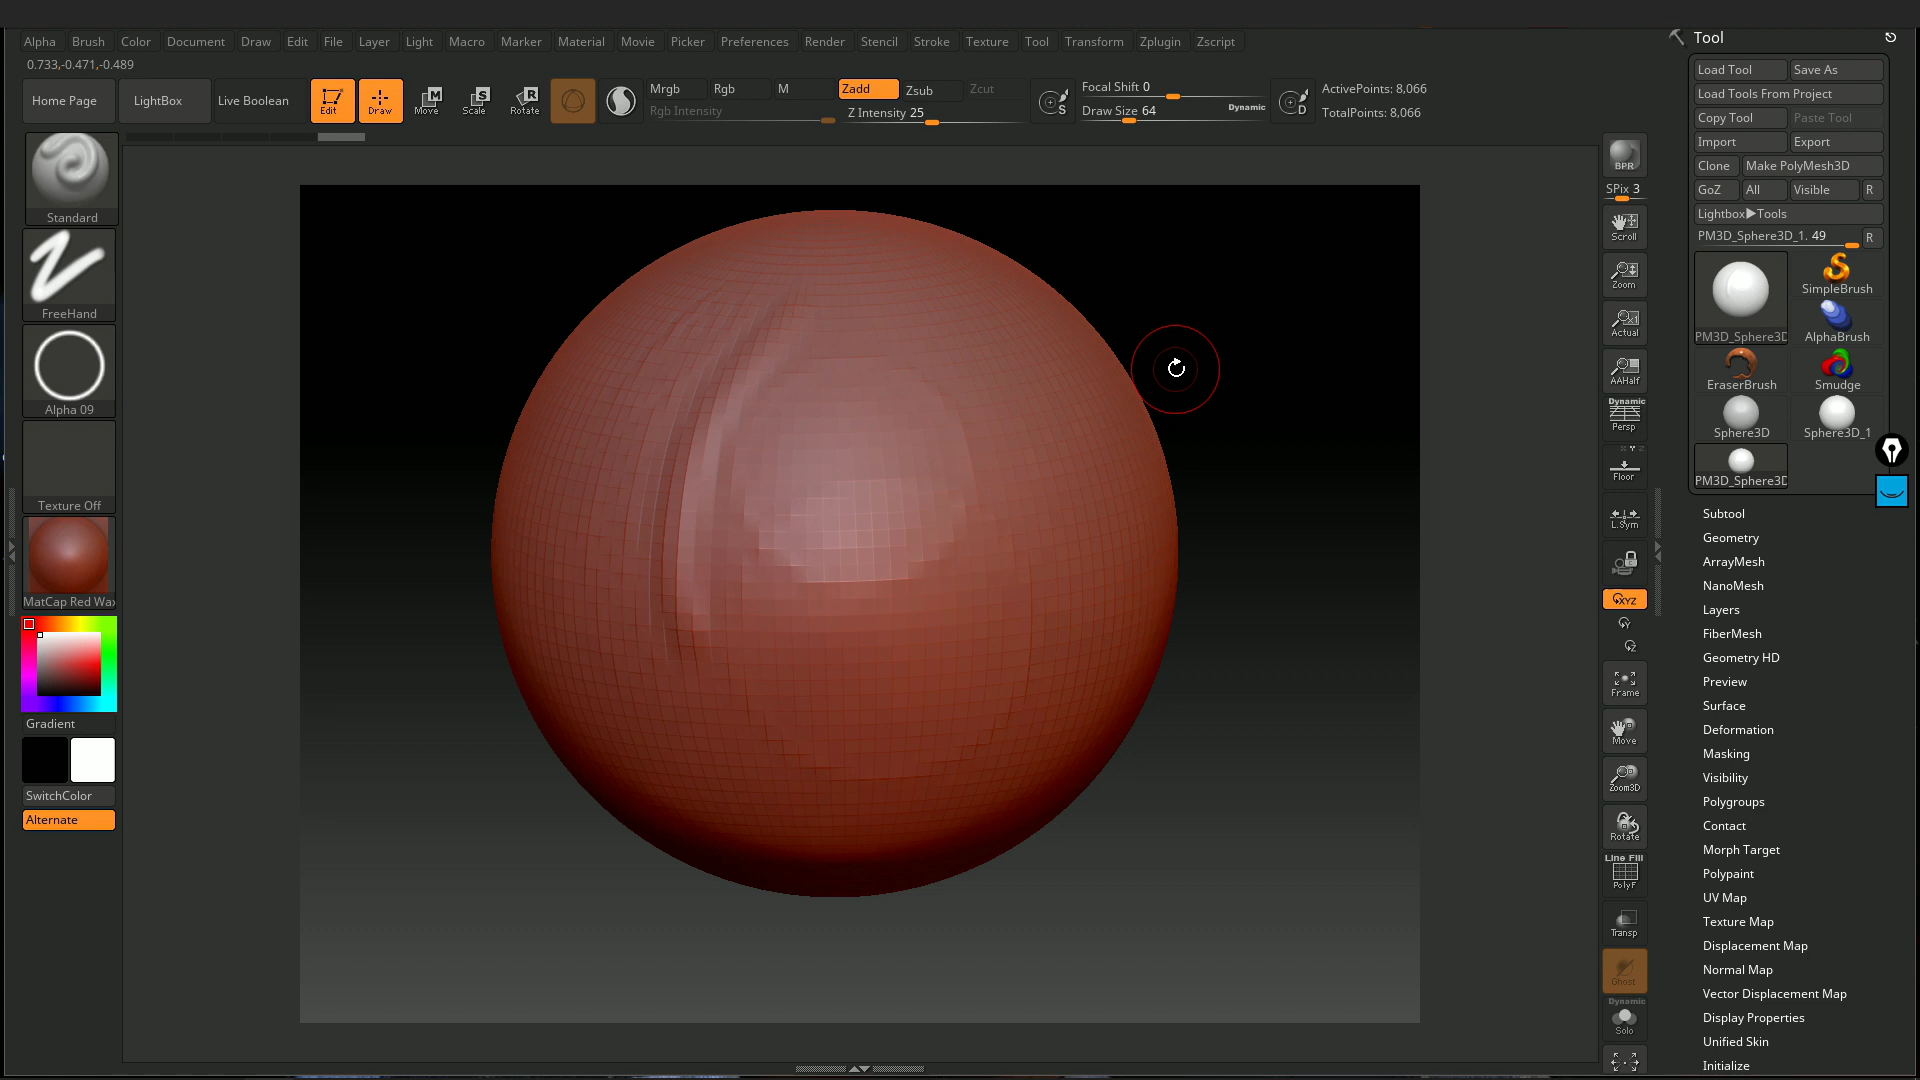 Alpha Brush Color Document Draw Edit File Layer Light Macro Marker Material Movie Picker Preferences Render Stencil Stroke Texture Tool Transform Zplugin Zscript
0.733,-0.471,-0.489
Home Page LightBox Live Boolean Edit Draw Move Scale Rotate
M S R
Mrgb Rgb M Zadd Zsub Zcut
Rgb Intensity Z Intensity 25
S
Focal Shift 0
Draw Size 64 Dynamic
D
ActivePoints: 8,066
TotalPoints: 8,066
Standard
FreeHand
Alpha 09
Texture Off
MatCap Red Wax
Gradient
SwitchColor
Alternate
BPR
SPix 3
Scroll
Zoom
Actual
AAHalf
Dynamic
Persp
Floor
L.Sym
XYZ
Y
Z
Frame
Move
Zoom3D
Rotate
Line Fill
PolyF
Transp
Ghost
Dynamic
Solo
Tool
Load Tool Save As
Load Tools From Project
Copy Tool Paste Tool
Import Export
Clone Make PolyMesh3D
GoZ All Visible R
Lightbox▶Tools
PM3D_Sphere3D_1. 49 R
SimpleBrush
PM3D_Sphere3D AlphaBrush
EraserBrush Smudge
Sphere3D Sphere3D_1
PM3D_Sphere3D
Subtool
Geometry
ArrayMesh
NanoMesh
Layers
FiberMesh
Geometry HD
Preview
Surface
Deformation
Masking
Visibility
Polygroups
Contact
Morph Target
Polypaint
UV Map
Texture Map
Displacement Map
Normal Map
Vector Displacement Map
Display Properties
Unified Skin
Initialize